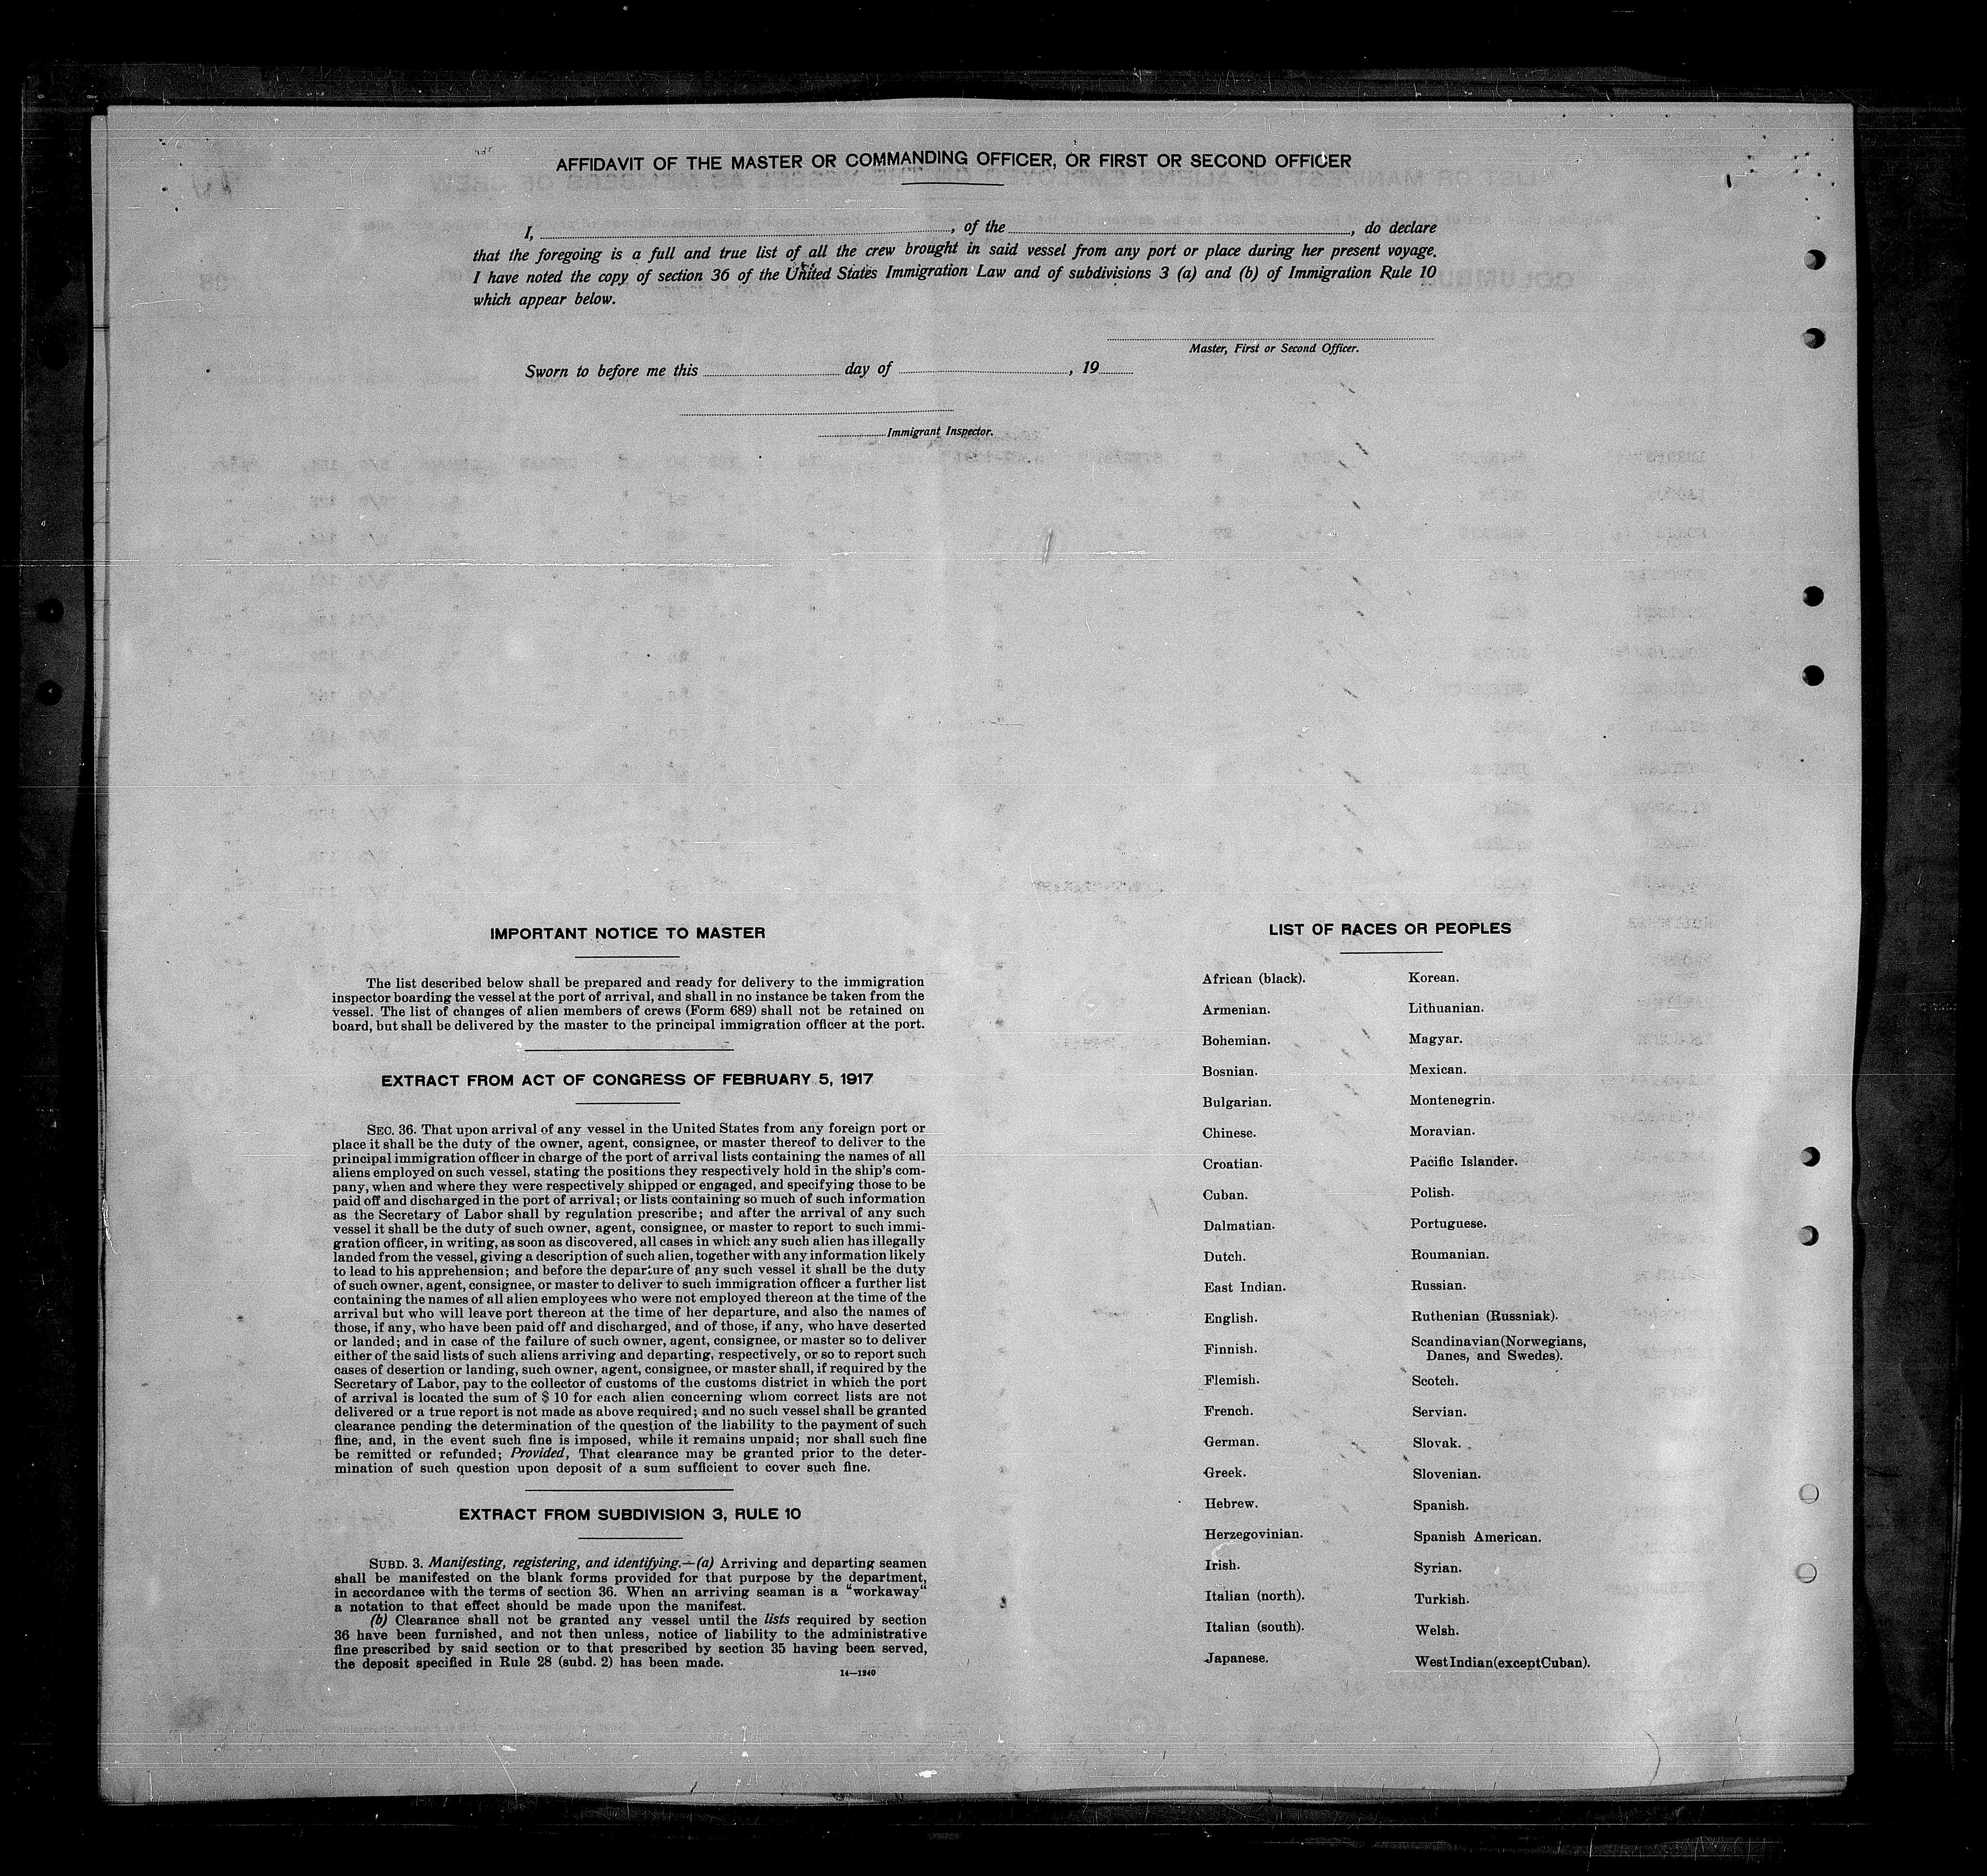 AFFIDAVIT OF THE MASTER OR COMMANDING OFFICER, OR FIRST OR SECOND OFFICER
I, , of the , do declare
that the foregoing is a full and true list of all the crew brought in said vessel from any port or place during her present voyage.
I have noted the copy of section 36 of the United States Immigration Law and of subdivisions 3 (a) and (b) of Immigration Rule 10
which appear below.
Master, First or Second Officer.
Sworn to before me this day of , 19
Immigrant Inspector.
IMPORTANT NOTICE TO MASTER
The list described below shall be prepared and ready for delivery to the immigration
inspector boarding the vessel at the port of arrival, and shall in no instance be taken from the
vessel. The list of changes of alien members of crews (Form 689) shall not be retained on
board, but shall be delivered by the master to the principal immigration officer at the port.
EXTRACT FROM ACT OF CONGRESS OF FEBRUARY 5, 1917
SEC. 36. That upon arrival of any vessel in the United States from any foreign port or
place it shall be the duty of the owner, agent, consignee, or master thereof to deliver to the
principal immigration officer in charge of the port of arrival lists containing the names of all
aliens employed on such vessel, stating the positions they respectively hold in the ship's com-
pany, when and where they were respectively shipped or engaged, and specifying those to be
paid off and discharged in the port of arrival; or lists containing so much of such information
as the Secretary of Labor shall by regulation prescribe; and after the arrival of any such
vessel it shall be the duty of such owner, agent, consignee, or master to report to such immi-
gration officer, in writing, as soon as discovered, all cases in which any such alien has illegally
landed from the vessel, giving a description of such alien, together with any information likely
to lead to his apprehension; and before the departure of any such vessel it shall be the duty
of such owner, agent, consignee, or master to deliver to such immigration officer a further list
containing the names of all alien employees who were not employed thereon at the time of the
arrival but who will leave port thereon at the time of her departure, and also the names of
those, if any, who have been paid off and discharged, and of those, if any, who have deserted
or landed; and in case of the failure of such owner, agent, consignee, or master so to deliver
either of the said lists of such aliens arriving and departing, respectively, or so to report such
cases of desertion or landing, such owner, agent, consignee, or master shall, if required by the
Secretary of Labor, pay to the collector of customs of the customs district in which the port
of arrival is located the sum of $ 10 for each alien concerning whom correct lists are not
delivered or a true report is not made as above required; and no such vessel shall be granted
clearance pending the determination of the question of the liability to the payment of such
fine, and, in the event such fine is imposed, while it remains unpaid; nor shall such fine
be remitted or refunded; Provided, That clearance may be granted prior to the deter-
mination of such question upon deposit of a sum sufficient to cover such fine.
EXTRACT FROM SUBDIVISION 3, RULE 10
SUBD. 3. Manifesting, registering, and identifying.—(a) Arriving and departing seamen
shall be manifested on the blank forms provided for that purpose by the department,
in accordance with the terms of section 36. When an arriving seaman is a "workaway"
a notation to that effect should be made upon the manifest.
(b) Clearance shall not be granted any vessel until the lists required by section
36 have been furnished, and not then unless, notice of liability to the administrative
fine prescribed by said section or to that prescribed by section 35 having been served,
the deposit specified in Rule 28 (subd. 2) has been made.
14—1240
LIST OF RACES OR PEOPLES
African (black).
Armenian.
Bohemian.
Bosnian.
Bulgarian.
Chinese.
Croatian.
Cuban.
Dalmatian.
Dutch.
East Indian.
English.
Finnish.
Flemish.
French.
German.
Greek.
Hebrew.
Herzegovinian.
Irish.
Italian (north).
Italian (south).
Japanese.
Korean.
Lithuanian.
Magyar.
Mexican.
Montenegrin.
Moravian.
Pacific Islander.
Polish.
Portuguese.
Roumanian.
Russian.
Ruthenian (Russniak).
Scandinavian (Norwegians,
Danes, and Swedes).
Scotch.
Servian.
Slovak.
Slovenian.
Spanish.
Spanish American.
Syrian.
Turkish.
Welsh.
West Indian (except Cuban).